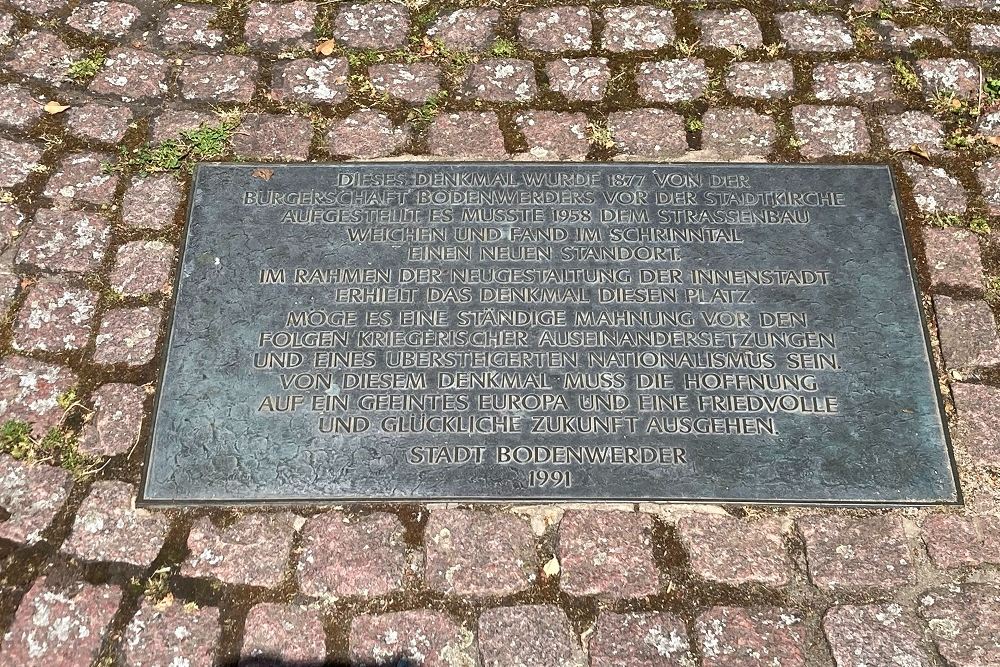 DIESES DENKMAL WURDE 1877 VON DER
BÜRGERSCHAFT BODENWERDERS VOR DER STADTKIRCHE
AUFGESTELLT. ES MUSSTE 1958 DEM STRASSENBAU
WEICHEN UND FAND IM SCHRINNTAL
EINEN NEUEN STANDORT.
IM RAHMEN DER NEUGESTALTUNG DER INNENSTADT
ERHIELT DAS DENKMAL DIESEN PLATZ.
MÖGE ES EINE STÄNDIGE MAHNUNG VOR DEN
FOLGEN KRIEGERISCHER AUSEINANDERSETZUNGEN
UND EINES ÜBERSTEIGERTEN NATIONALISMUS SEIN.
VON DIESEM DENKMAL MUSS DIE HOFFNUNG
AUF EIN GEEINTES EUROPA UND EINE FRIEDVOLLE
UND GLÜCKLICHE ZUKUNFT AUSGEHEN.
STADT BODENWERDER
1991